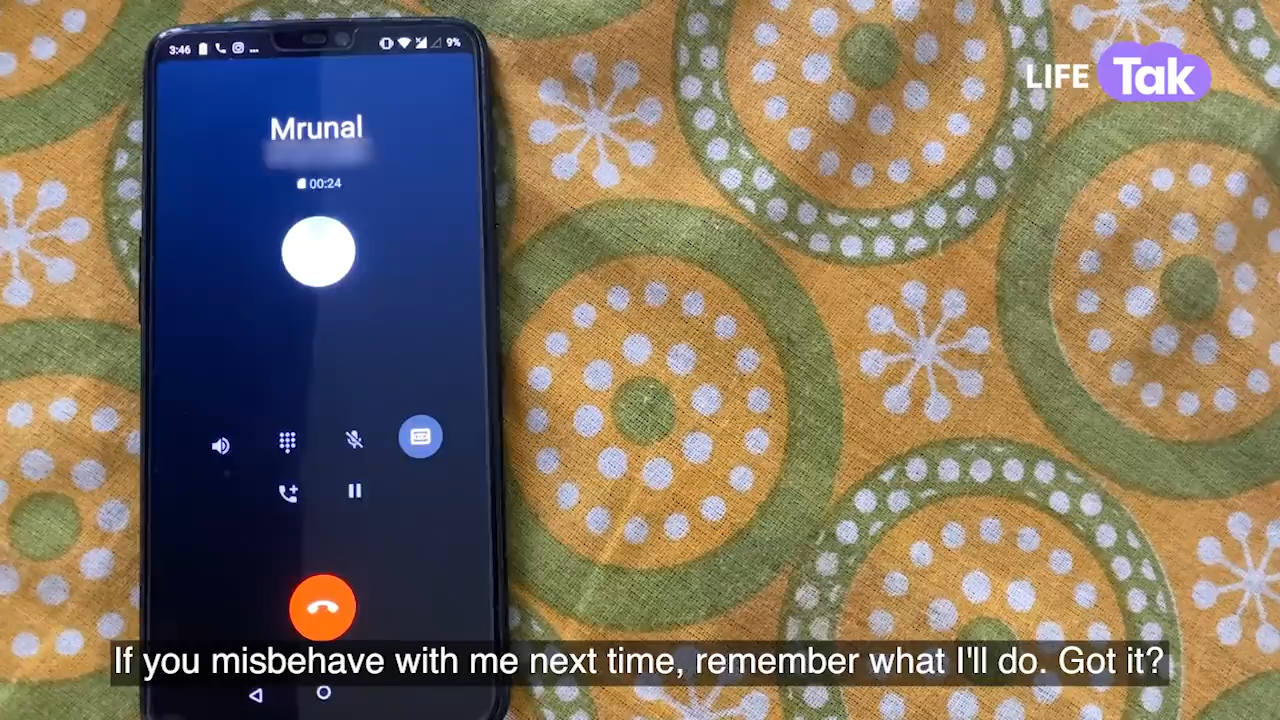 3:46
9%
LIFE Tak
Mrunal
00:24
If you misbehave with me next time, remember what I'll do. Got it?